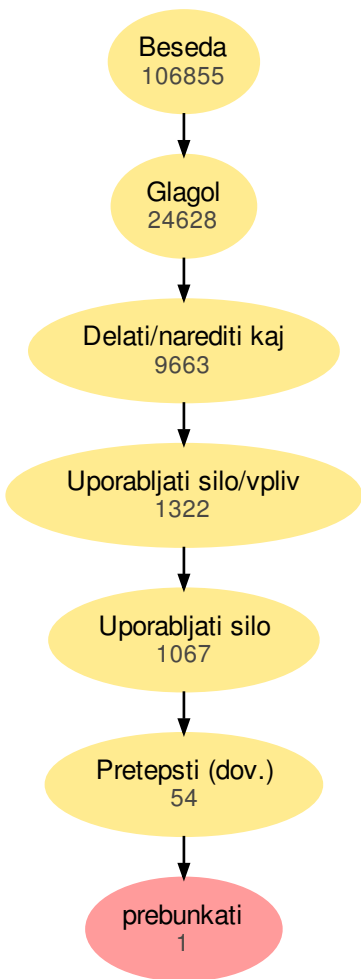 Beseda
106855
Glagol
24628
Delati/narediti kaj
9663
Uporabljati silo/vpliv
1322
Uporabljati silo
1067
Pretepsti (dov.)
54
prebunkati
1